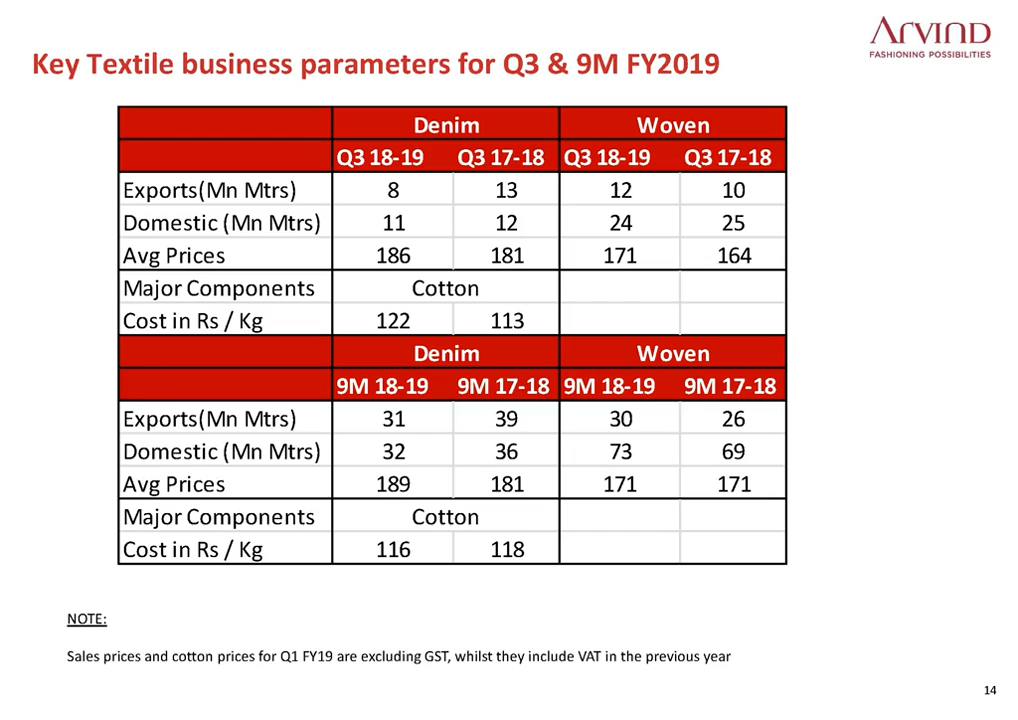 ARVIND
FASHIONING POSSIBILITIES
Key Textile business parameters for Q3 & 9M FY2019
Denim Woven
Q3 18-19 Q3 17-18 Q3 18-19 Q3 17-18
Exports(Mn Mtrs) 8 13 12 10
Domestic (Mn Mtrs) 11 12 24 25
Avg Prices 186 181 171 164
Major Components Cotton
Cost in Rs / Kg 122 113
Denim Woven
9M 18-19 9M 17-18 9M 18-19 9M 17-18
Exports(Mn Mtrs) 31 39 30 26
Domestic (Mn Mtrs) 32 36 73 69
Avg Prices 189 181 171 171
Major Components Cotton
Cost in Rs / Kg 116 118
NOTE:
Sales prices and cotton prices for Q1 FY19 are excluding GST, whilst they include VAT in the previous year
14